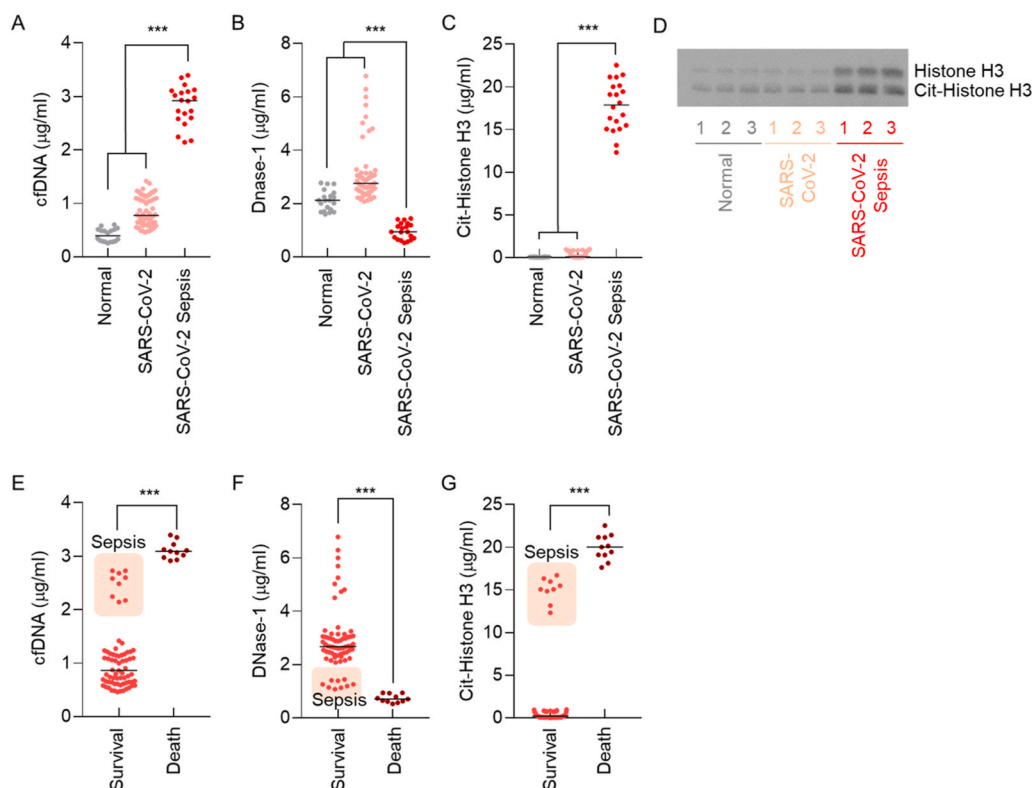 A
cfDNA (µg/ml)
4
3
2
1
0
***
Normal
SARS-CoV-2
SARS-CoV-2 Sepsis
B
Dnase-1 (µg/ml)
8
6
4
2
0
***
Normal
SARS-CoV-2
SARS-CoV-2 Sepsis
C
Cit-Histone H3 (µg/ml)
25
20
15
10
5
0
***
Normal
SARS-CoV-2
SARS-CoV-2 Sepsis
D
Histone H3
Cit-Histone H3
1 2 3 1 2 3 1 2 3
Normal
SARS-
CoV-2
SARS-CoV-2
Sepsis
E
cfDNA (µg/ml)
4
3
2
1
0
***
Sepsis
Survival
Death
F
DNase-1 (µg/ml)
8
6
4
2
0
***
Sepsis
Survival
Death
G
Cit-Histone H3 (µg/ml)
25
20
15
10
5
0
***
Sepsis
Survival
Death